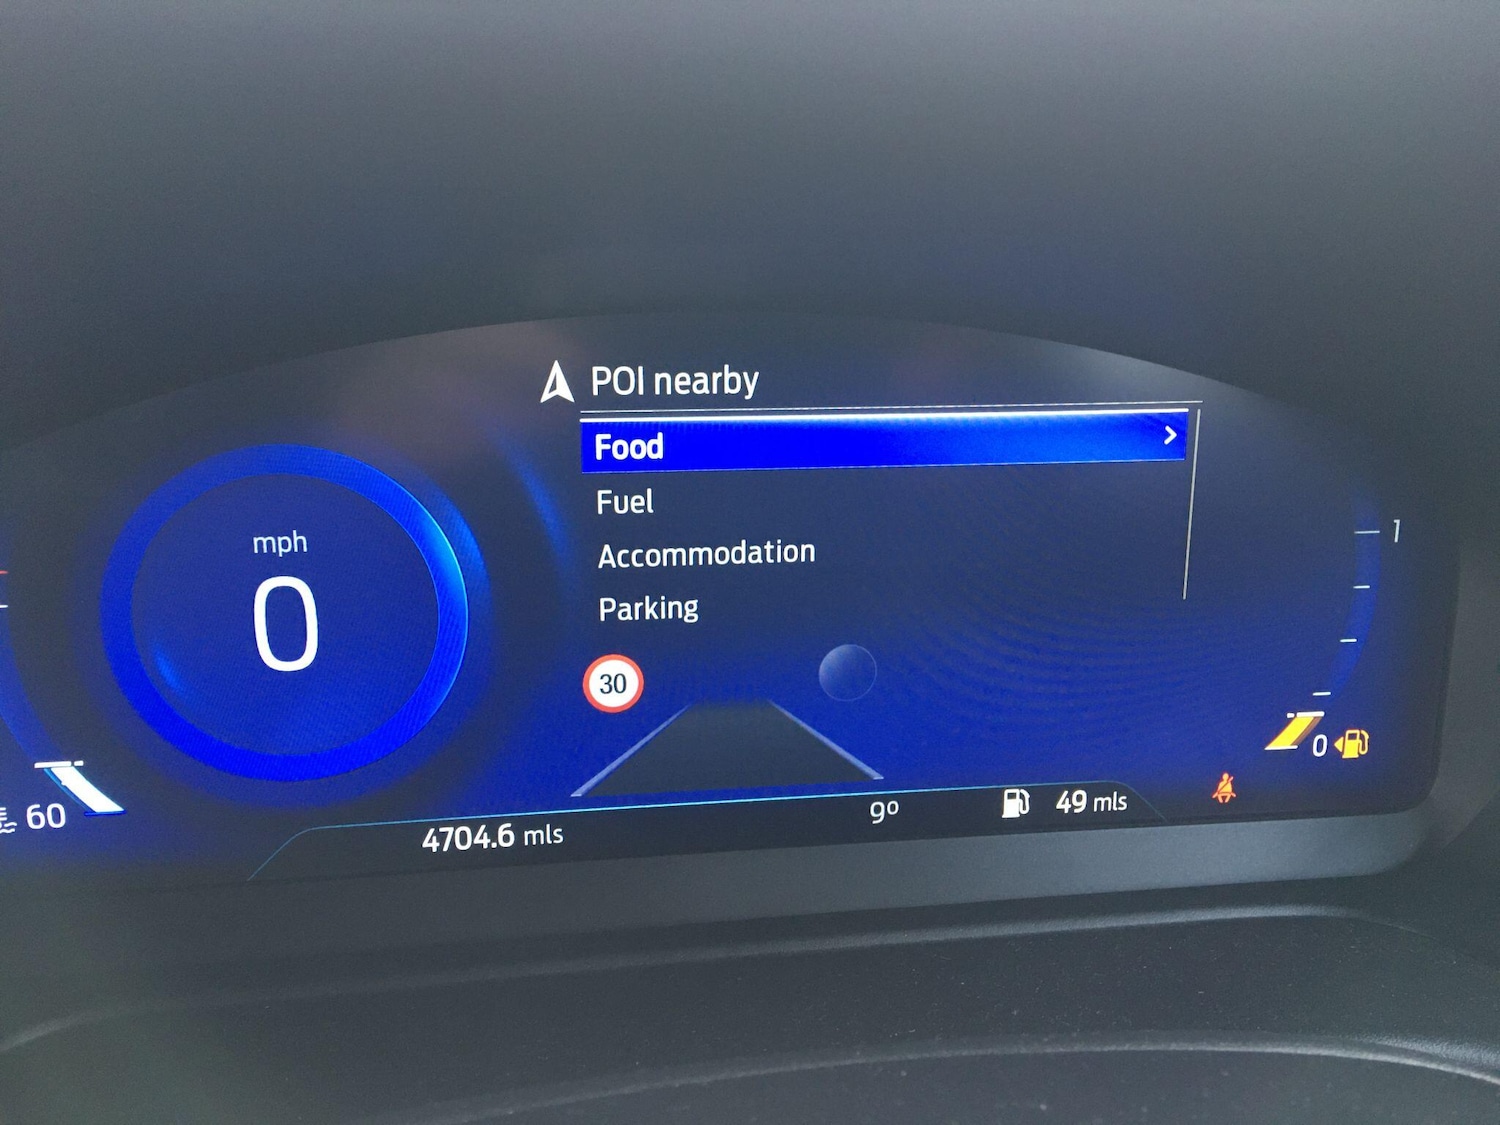 POI nearby
Food
Fuel
Accommodation
Parking
mph
0
30
1
0
60
4704.6 mls
9º
49 mls